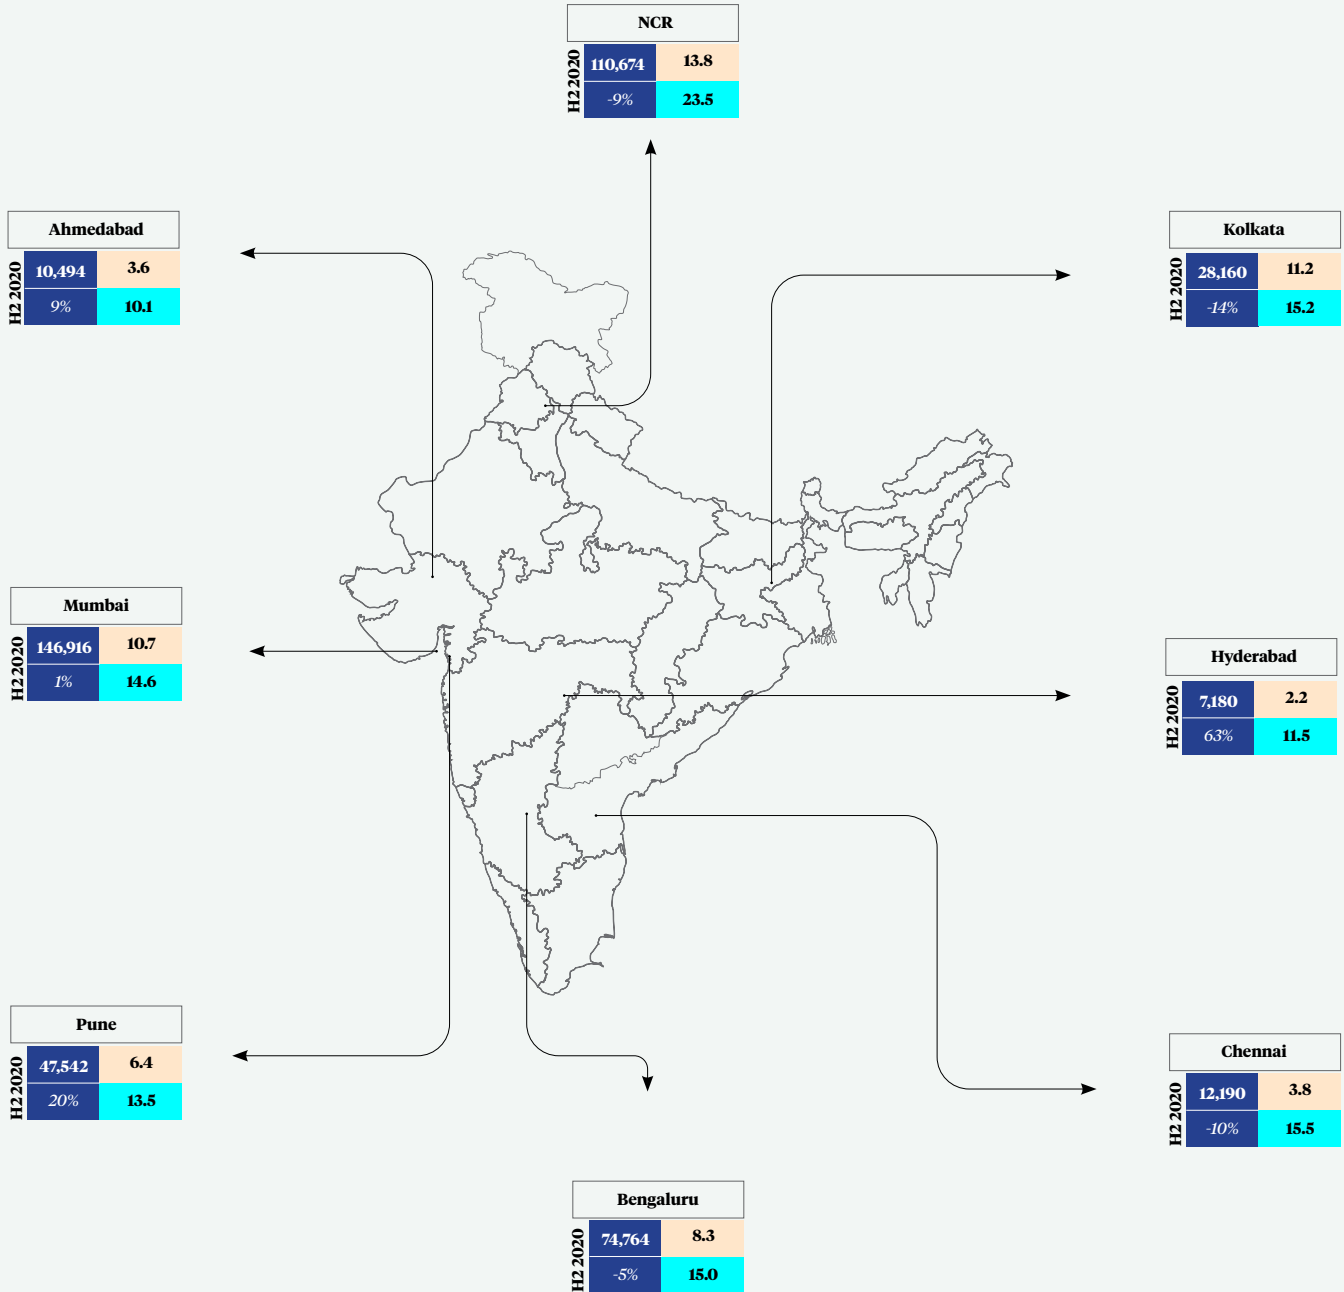 NCR
H2 2020
110,674 13.8
-9% 23.5
Ahmedabad
H2 2020
10,494 3.6
9% 10.1
Kolkata
H2 2020
28,160 11.2
-14% 15.2
Mumbai
H2 2020
146,916 10.7
1% 14.6
Hyderabad
H2 2020
7,180 2.2
63% 11.5
Pune
H2 2020
47,542 6.4
20% 13.5
Chennai
H2 2020
12,190 3.8
-10% 15.5
Bengaluru
H2 2020
74,764 8.3
-5% 15.0